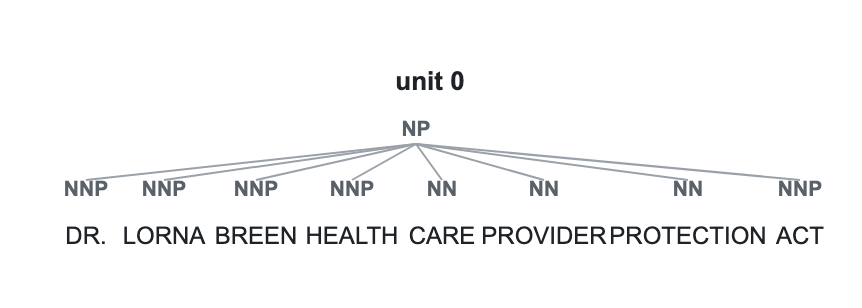 unit 0
NP
NNP NNP NNP NNP NN NN NN NNP
DR. LORNA BREEN HEALTH CARE PROVIDER PROTECTION ACT